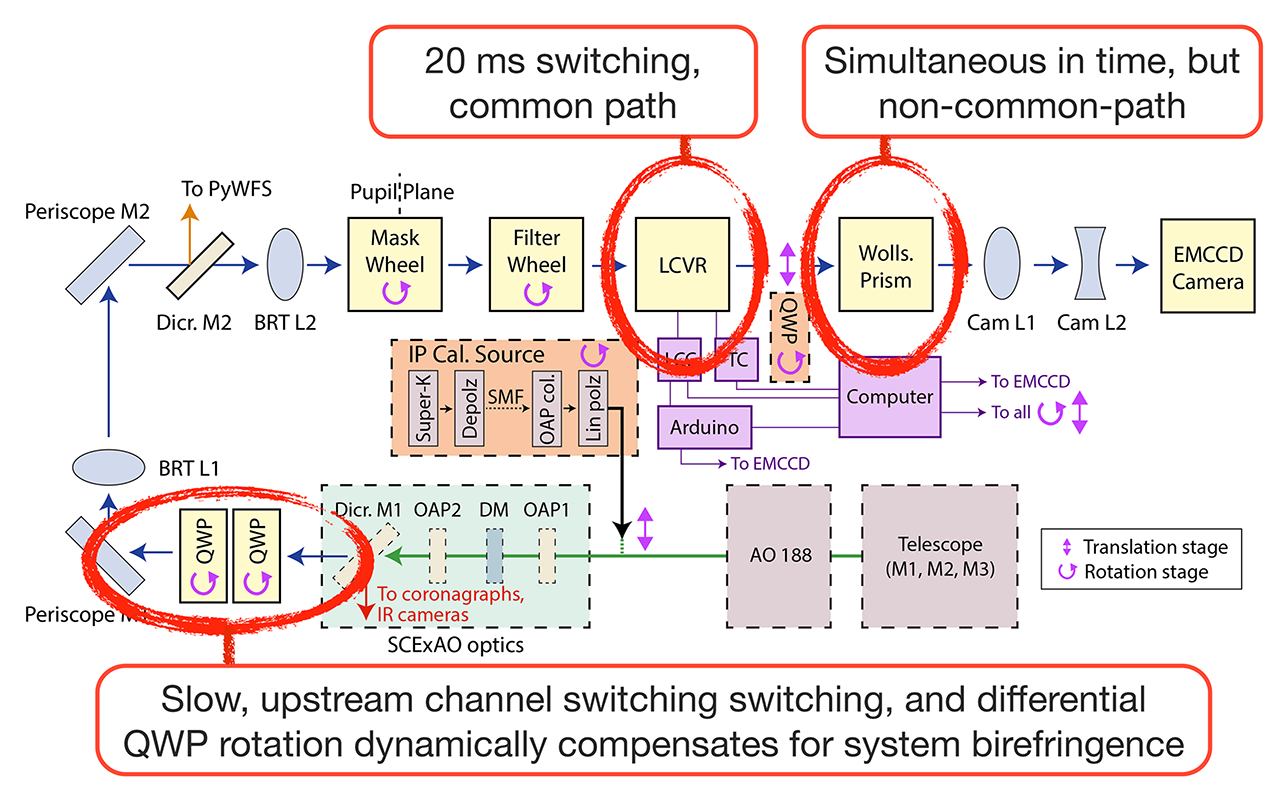 20 ms switching,
common path
Simultaneous in time, but
non-common-path
To PyWFS
Pupil Plane
Periscope M2
Mask
Wheel
Filter
Wheel
LCVR
Wolls.
Prism
EMCCD
Camera
Dicr. M2
BRT L2
QWP
Cam L1
Cam L2
IP Cal. Source
LCC
TC
Super-K
Depolz
SMF
OAP col.
Lin polz
Computer
To EMCCD
To all
Arduino
To EMCCD
BRT L1
QWP
QWP
Dicr. M1
OAP2
DM
OAP1
AO 188
Telescope
(M1, M2, M3)
Translation stage
Rotation stage
To coronagraphs,
IR cameras
Periscope M1
SCExAO optics
Slow, upstream channel switching switching, and differential
QWP rotation dynamically compensates for system birefringence